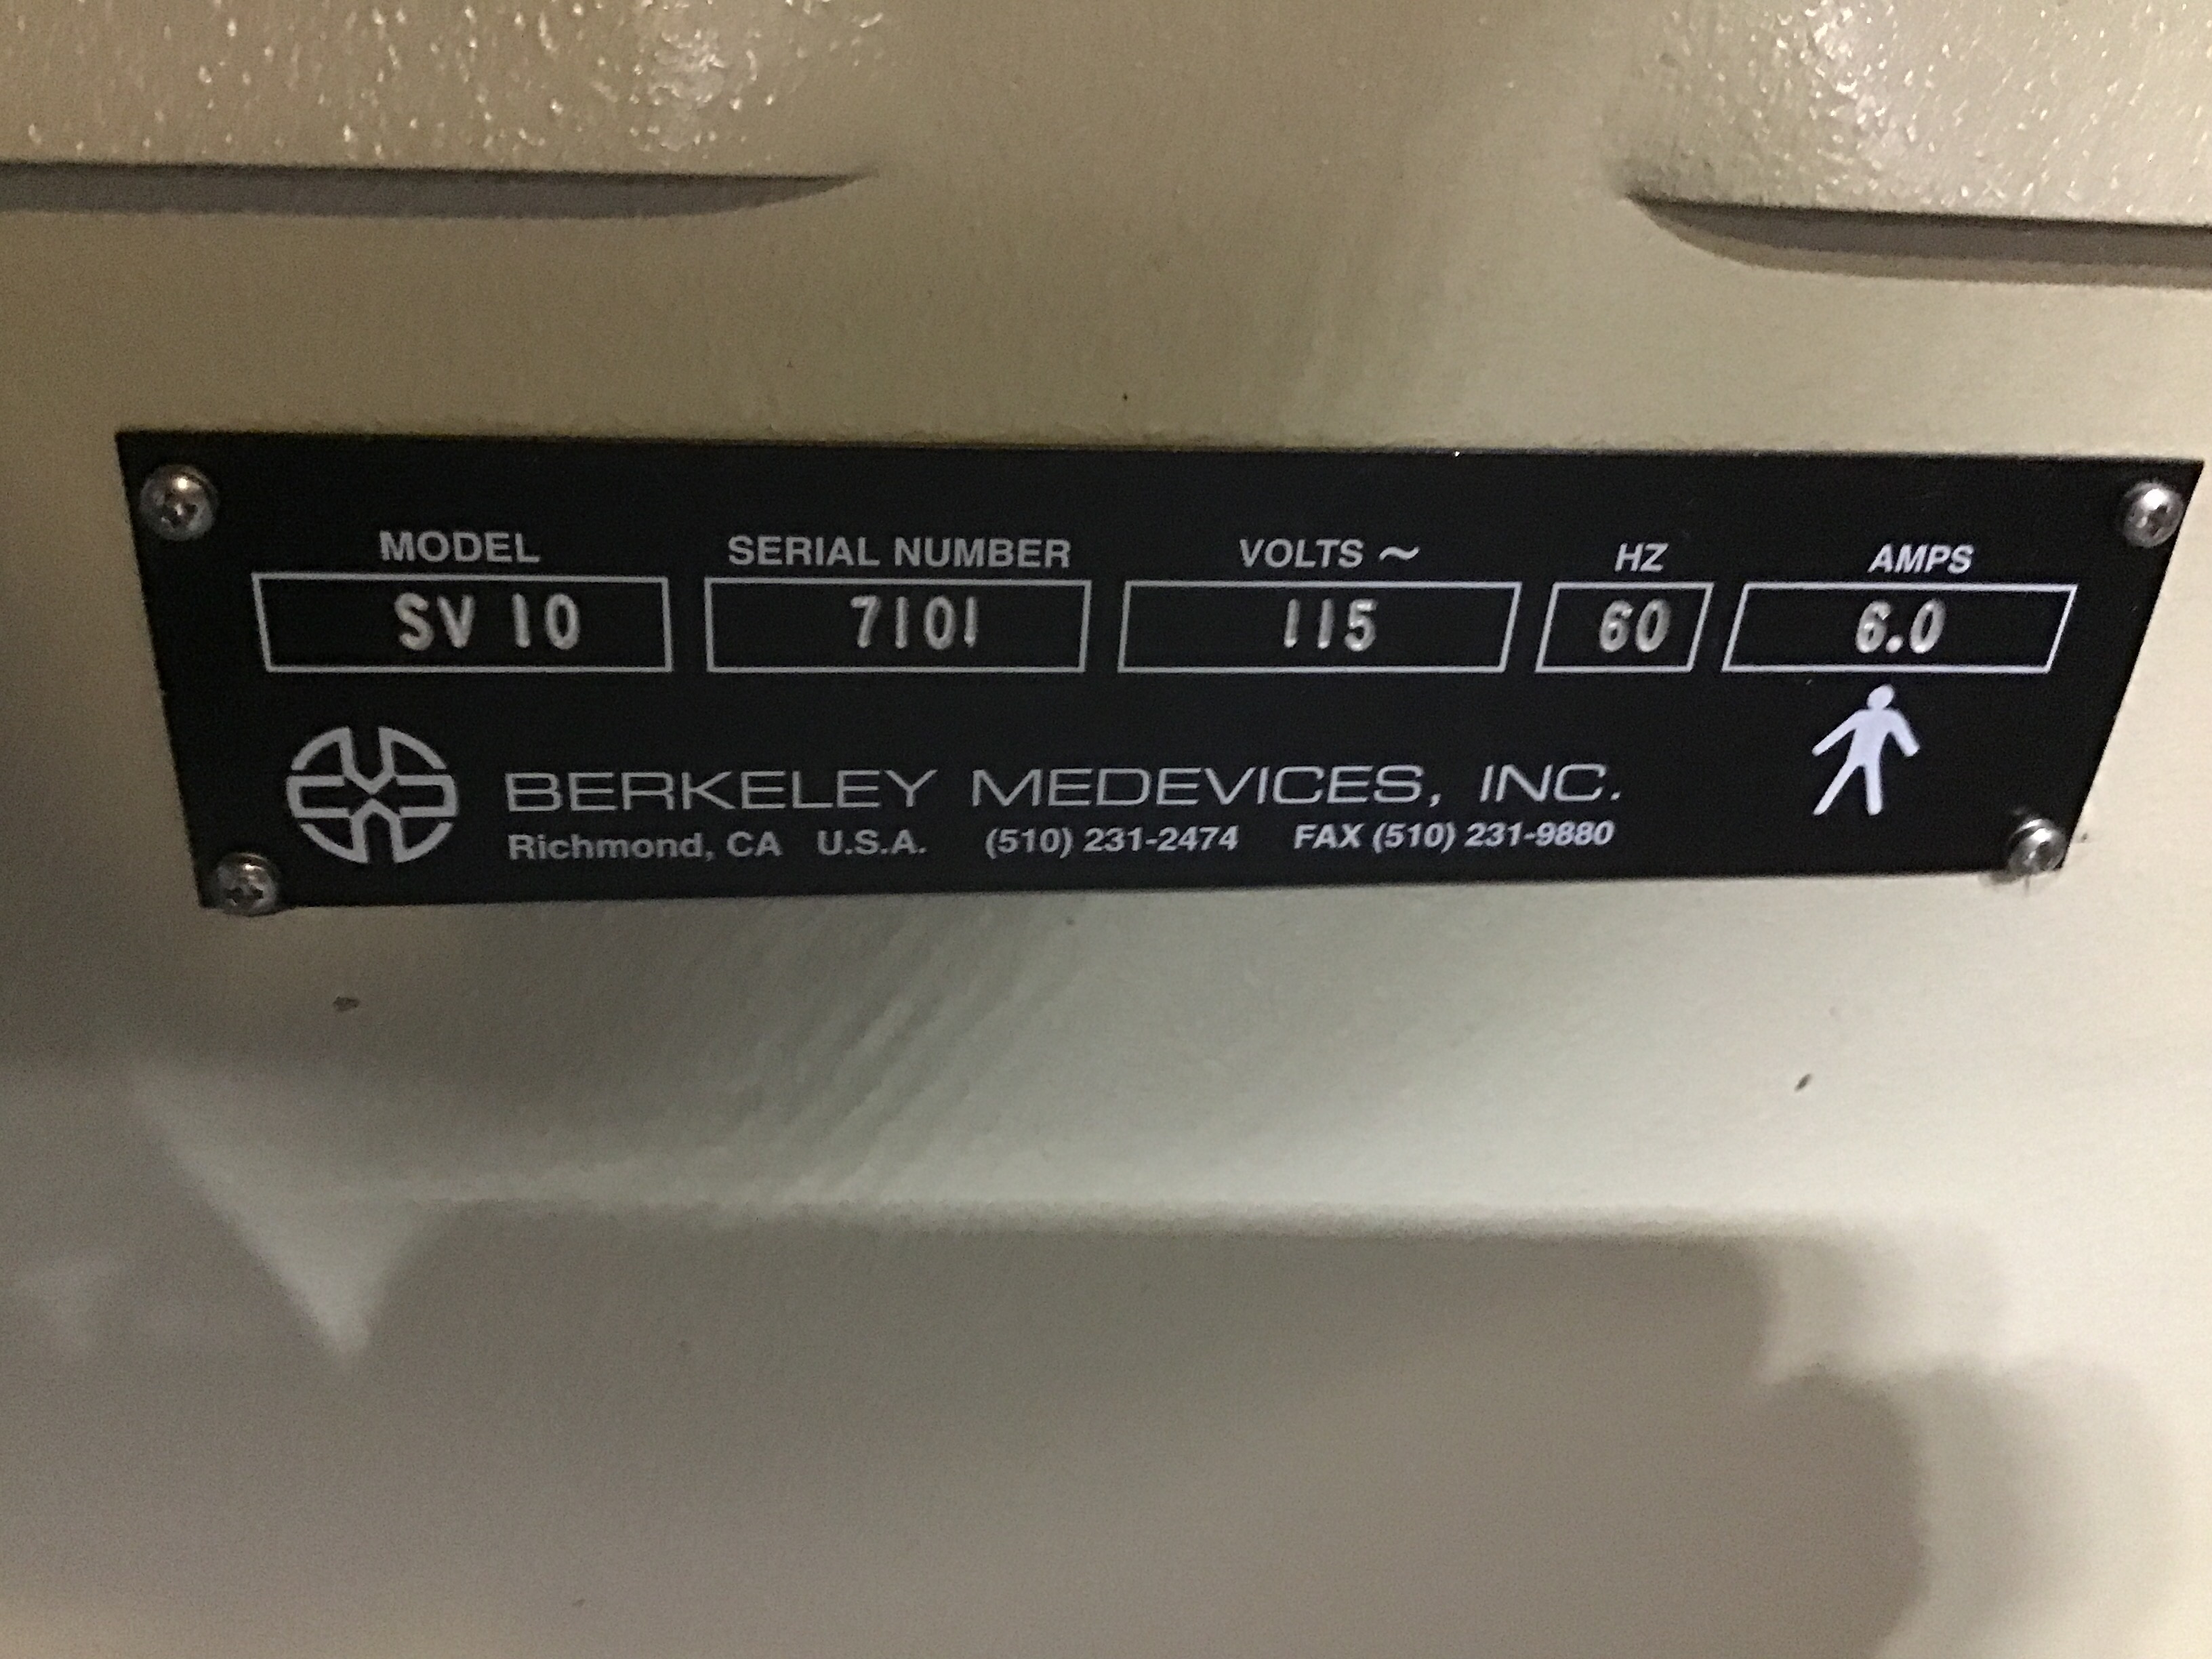 MODEL SERIAL NUMBER VOLTS ~ HZ AMPS
SV 10 7101 115 60 6.0
BERKELEY MEDEVICES, INC.
Richmond, CA U.S.A. (510) 231-2474 FAX (510) 231-9880